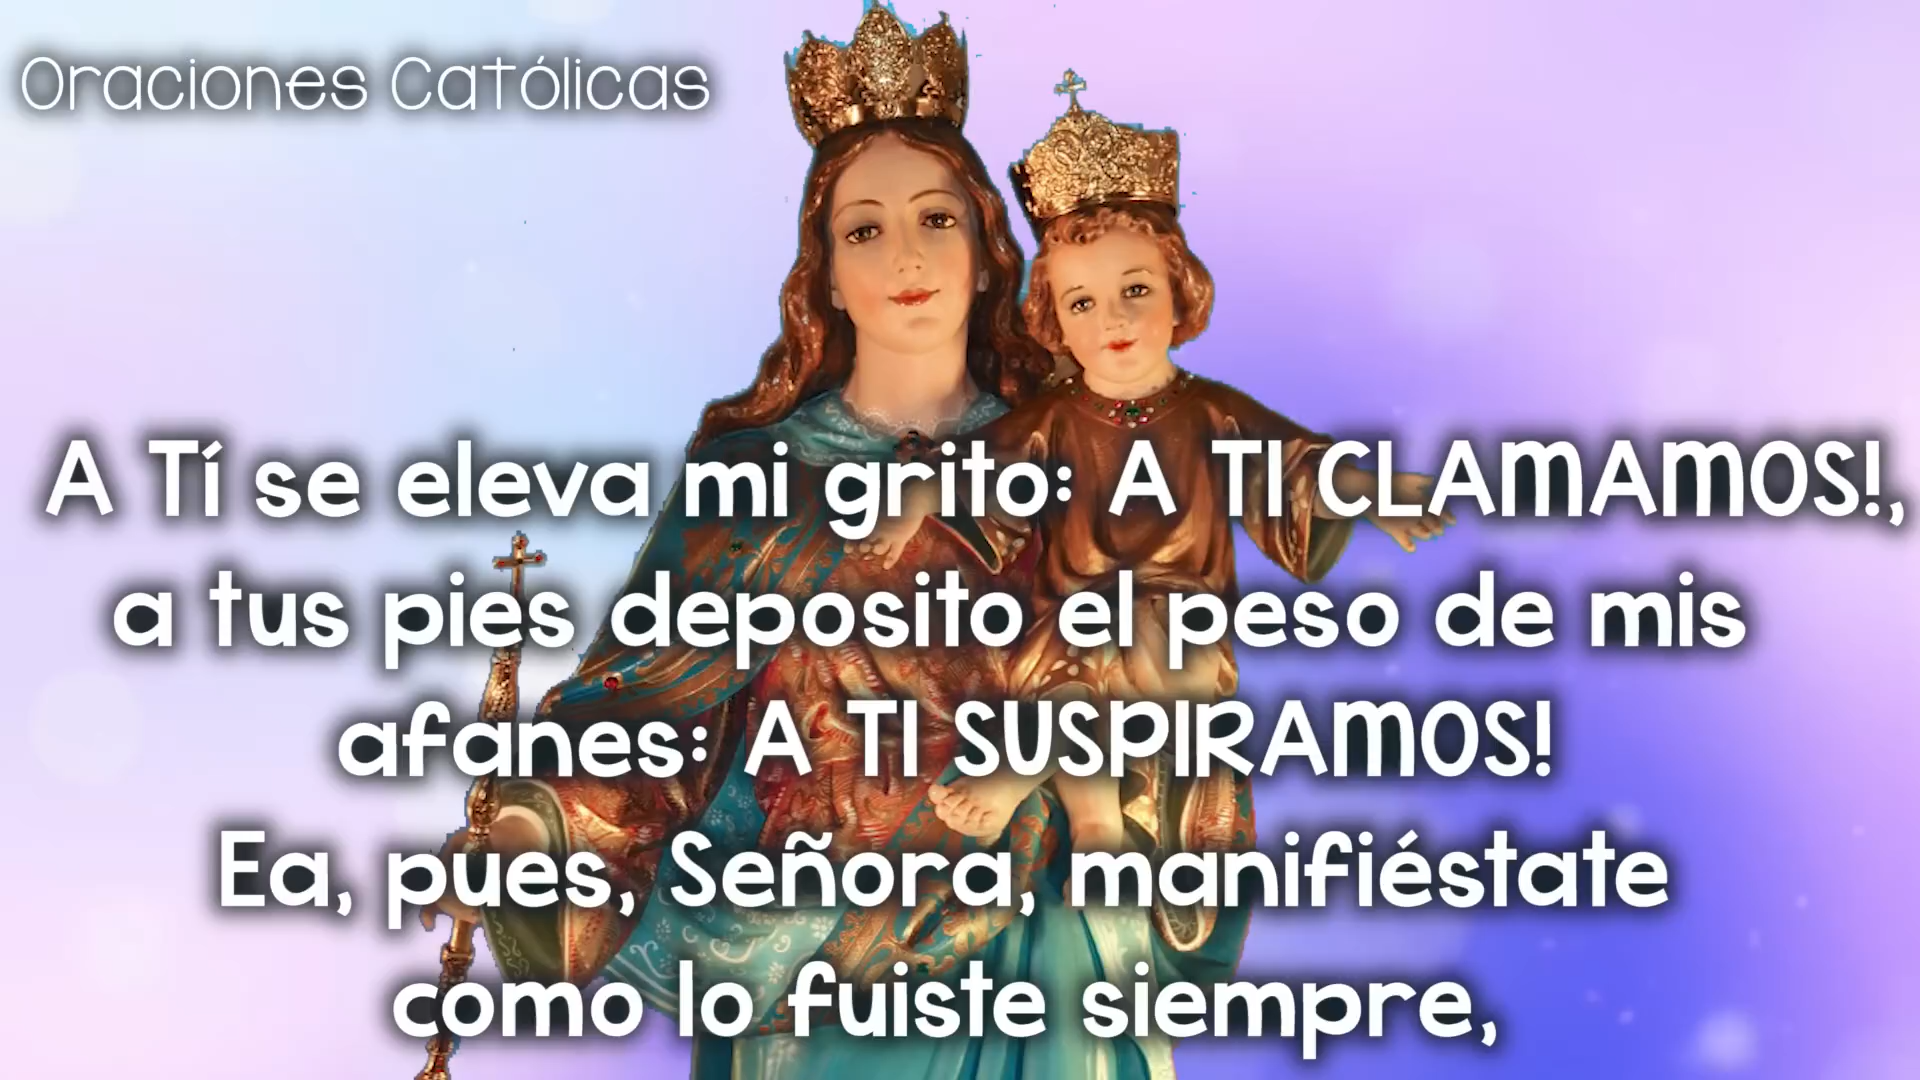 Oraciones Católicas
A Tí se eleva mi grito: A TI CLAMAMOS!,
a tus pies deposito el peso de mis
afanes: A TI SUSPIRAMOS!
Ea, pues, Señora, manifiéstate
como lo fuiste siempre,